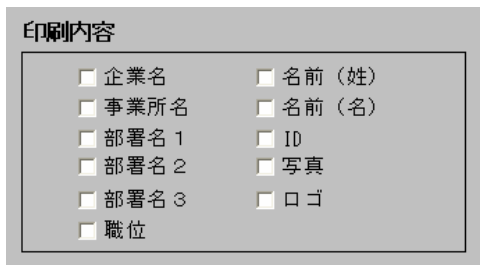 印刷内容
企業名 名前（姓）
事業所名 名前（名）
部署名１ ID
部署名２ 写真
部署名３ ロゴ
職位